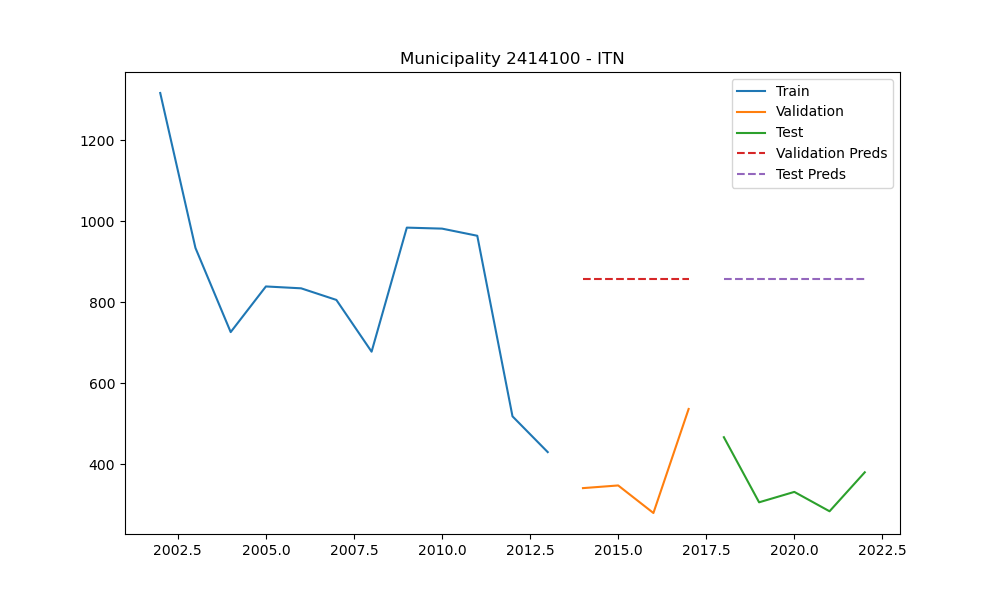 Municipality 2414100 - ITN
Train
Validation
Test
Validation Preds
Test Preds
1200
1000
800
600
400
2002.5 2005.0 2007.5 2010.0 2012.5 2015.0 2017.5 2020.0 2022.5